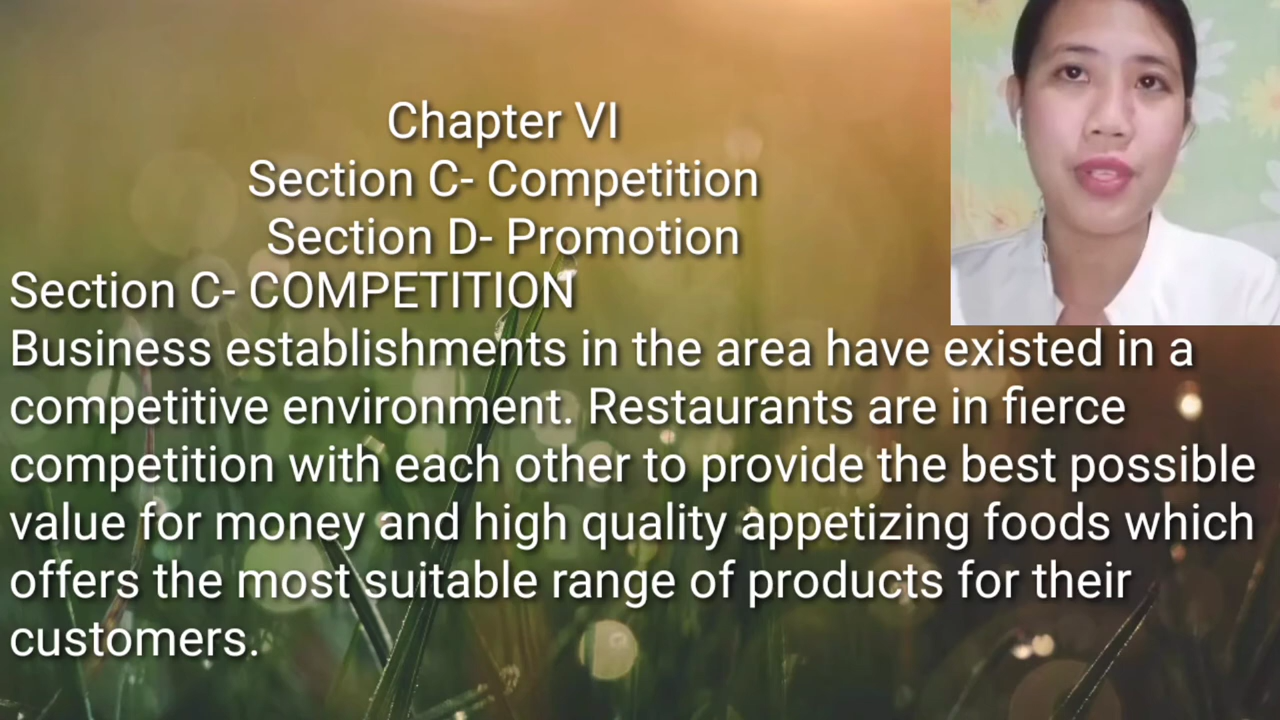 Chapter VI
Section C- Competition
Section D- Promotion
Section C- COMPETITION
Business establishments in the area have existed in a
competitive environment. Restaurants are in fierce
competition with each other to provide the best possible
value for money and high quality appetizing foods which
offers the most suitable range of products for their
customers.